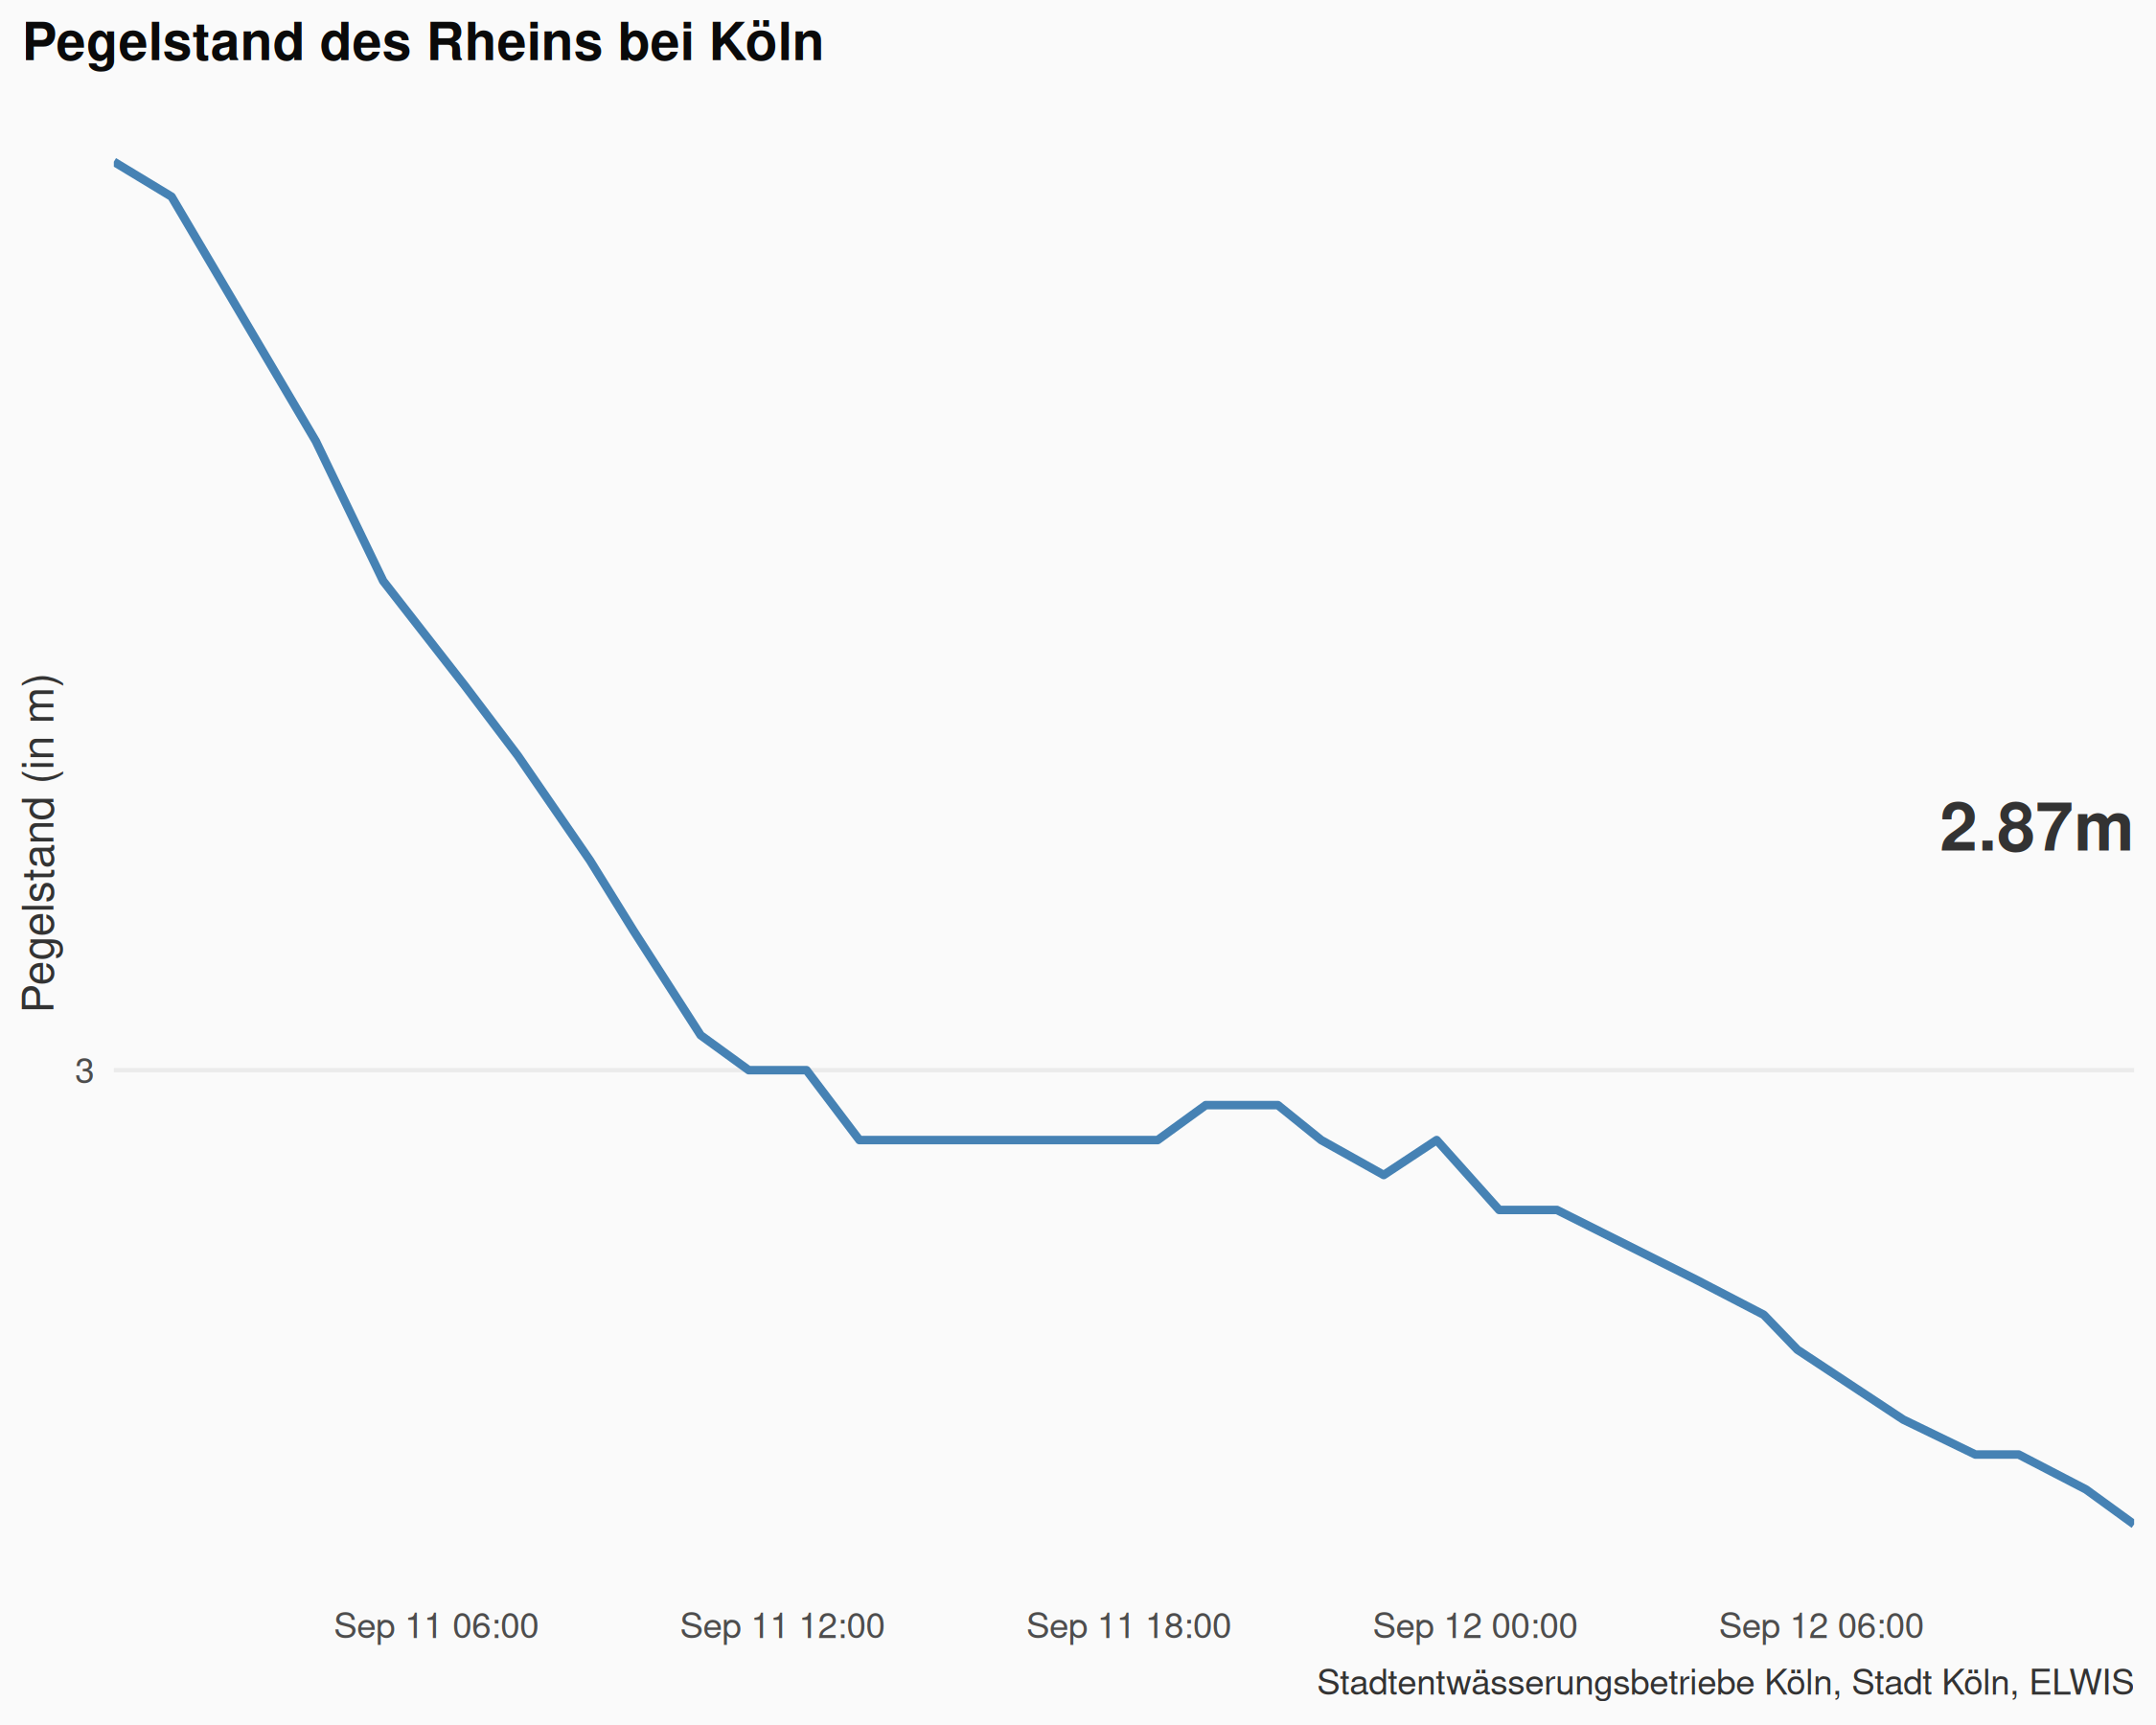 Pegelstand des Rheins bei Köln
Pegelstand (in m)
2.87m
3
Sep 11 06:00
Sep 11 12:00
Sep 11 18:00
Sep 12 00:00
Sep 12 06:00
Stadtentwässerungsbetriebe Köln, Stadt Köln, ELWIS